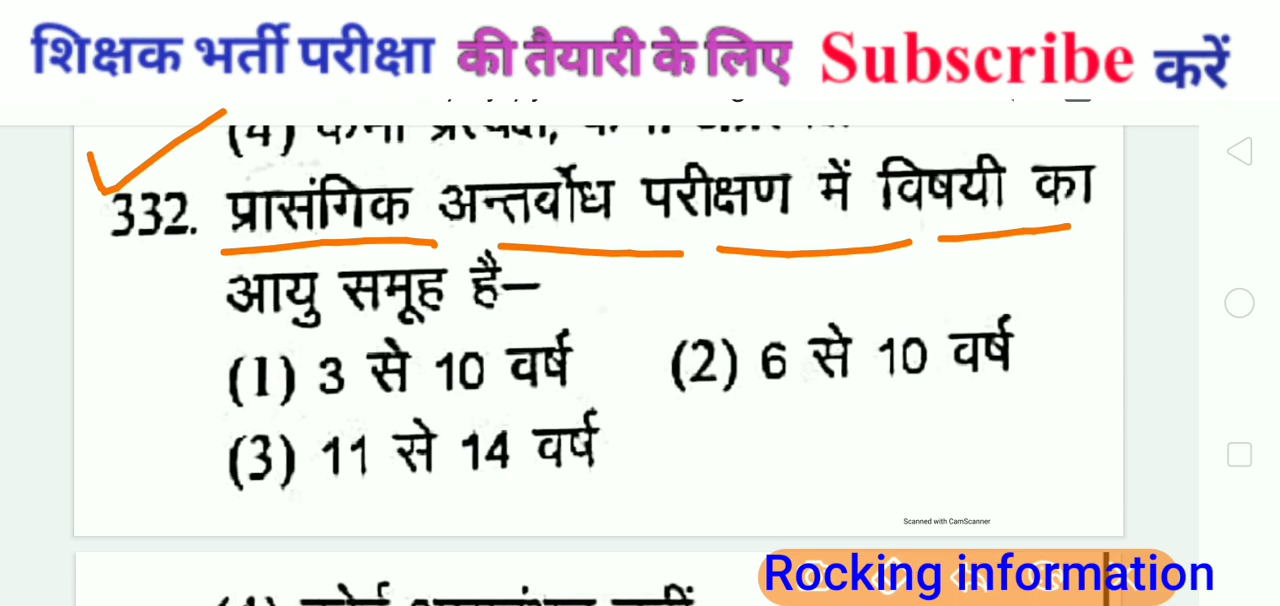 शिक्षक भर्ती परीक्षा की तैयारी के लिए Subscribe करें
332. प्रासंगिक अन्तर्बोध परीक्षण में विषयी का
आयु समूह है–
(1) 3 से 10 वर्ष (2) 6 से 10 वर्ष
(3) 11 से 14 वर्ष
Scanned with CamScanner
Rocking information